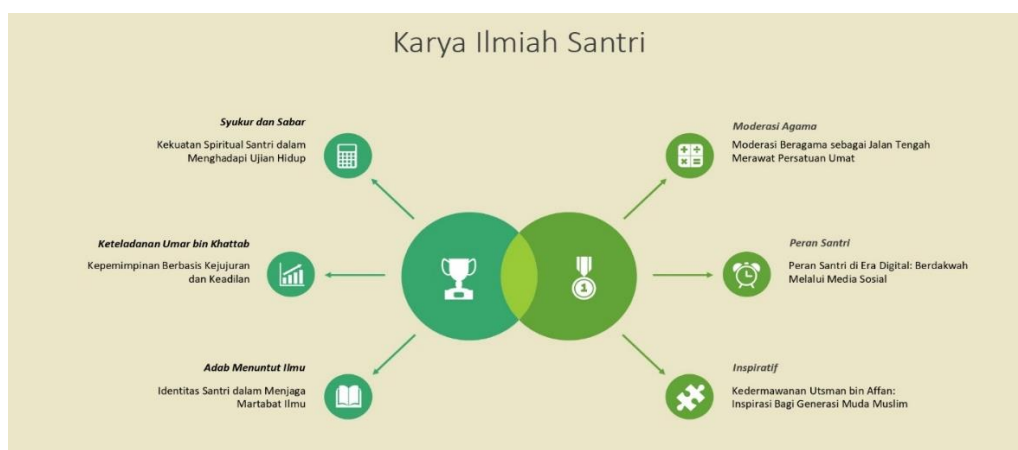 Karya Ilmiah Santri
Syukur dan Sabar
Kekuatan Spiritual Santri dalam
Menghadapi Ujian Hidup
Keteladanan Umar bin Khattab
Kepemimpinan Berbasis Kejujuran
dan Keadilan
Adab Menuntut Ilmu
Identitas Santri dalam Menjaga
Martabat Ilmu
1
Moderasi Agama
Moderasi Beragama sebagai Jalan Tengah
Merawat Persatuan Umat
Peran Santri
Peran Santri di Era Digital: Berdakwah
Melalui Media Sosial
Inspiratif
Kedermawanan Utsman bin Affan:
Inspirasi Bagi Generasi Muda Muslim